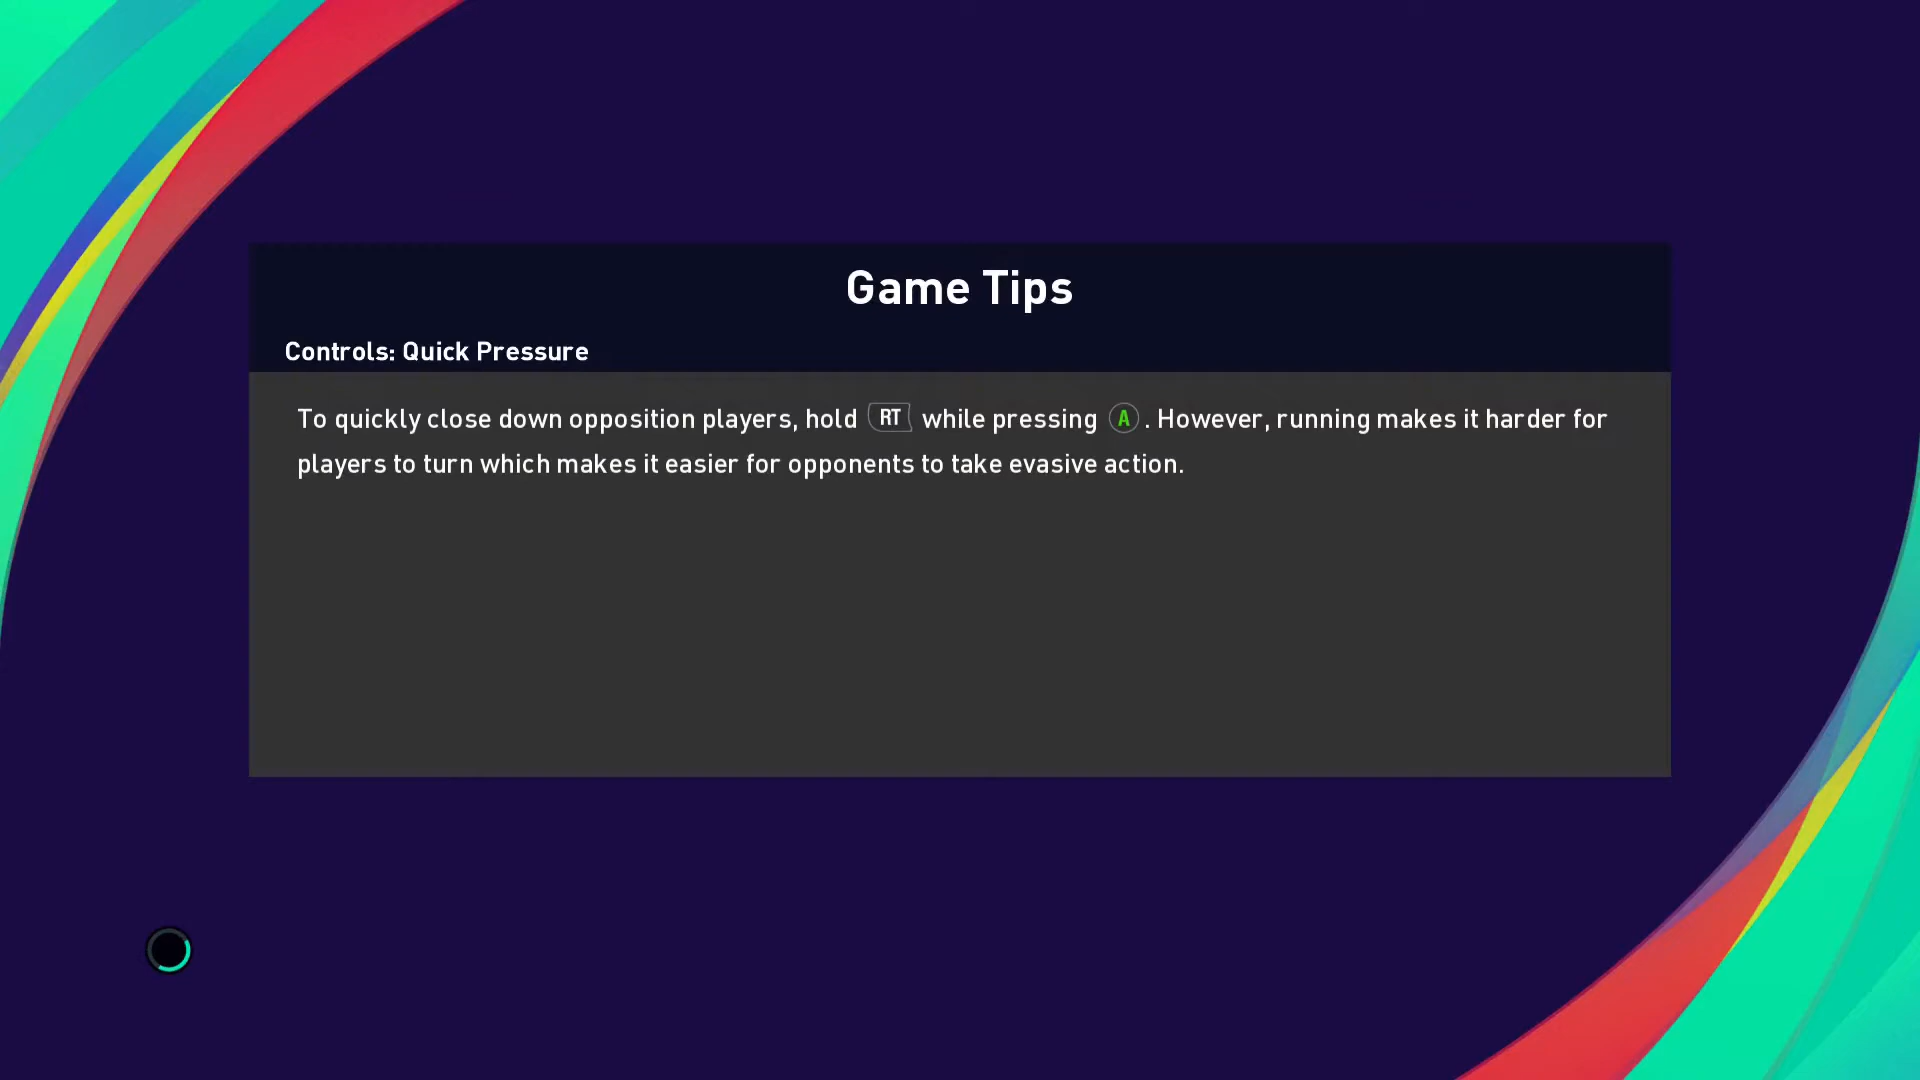 Game Tips
Controls: Quick Pressure
To quickly close down opposition players, hold RT while pressing A. However, running makes it harder for
players to turn which makes it easier for opponents to take evasive action.